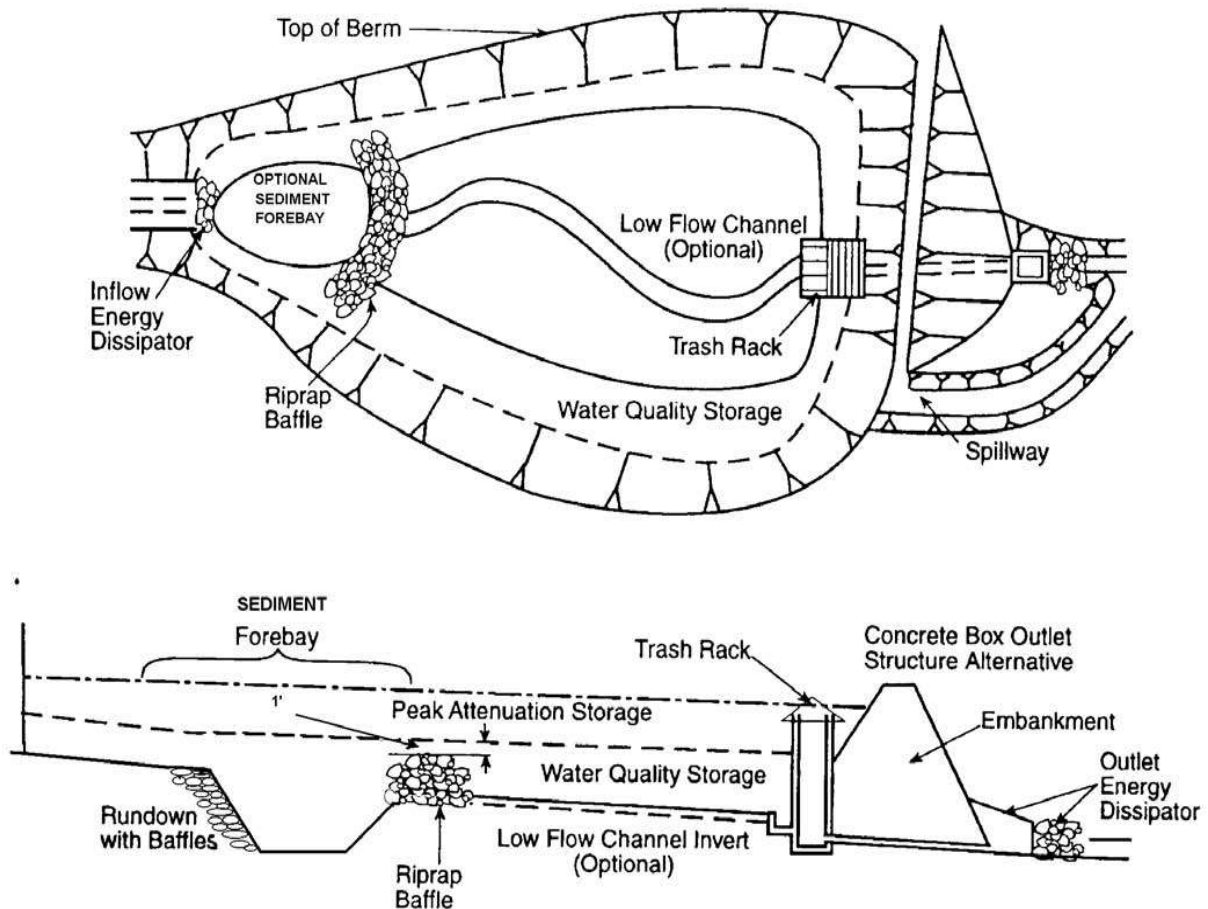 Top of Berm
OPTIONAL
SEDIMENT
FOREBAY
Low Flow Channel
(Optional)
Inflow
Energy
Dissipator
Trash Rack
Riprap
Baffle
Water Quality Storage
Spillway
SEDIMENT
Forebay
Trash Rack
Concrete Box Outlet
Structure Alternative
1'
Peak Attenuation Storage
Embankment
Water Quality Storage
Outlet
Energy
Dissipator
Rundown
with Baffles
Low Flow Channel Invert
(Optional)
Riprap
Baffle